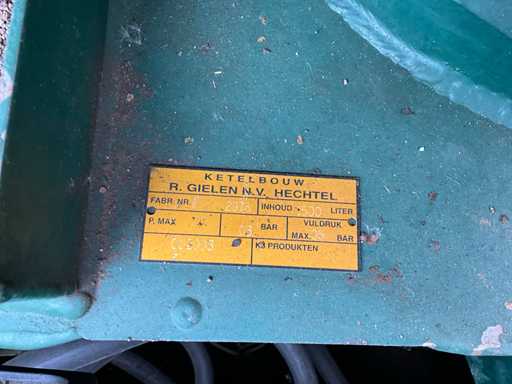 KETELBOUW
R. GIELEN N.V. HECHTEL
FABR. NR. INHOUD LITER
P. MAX BAR VULDRUK
MAX. BAR
K3 PRODUKTEN